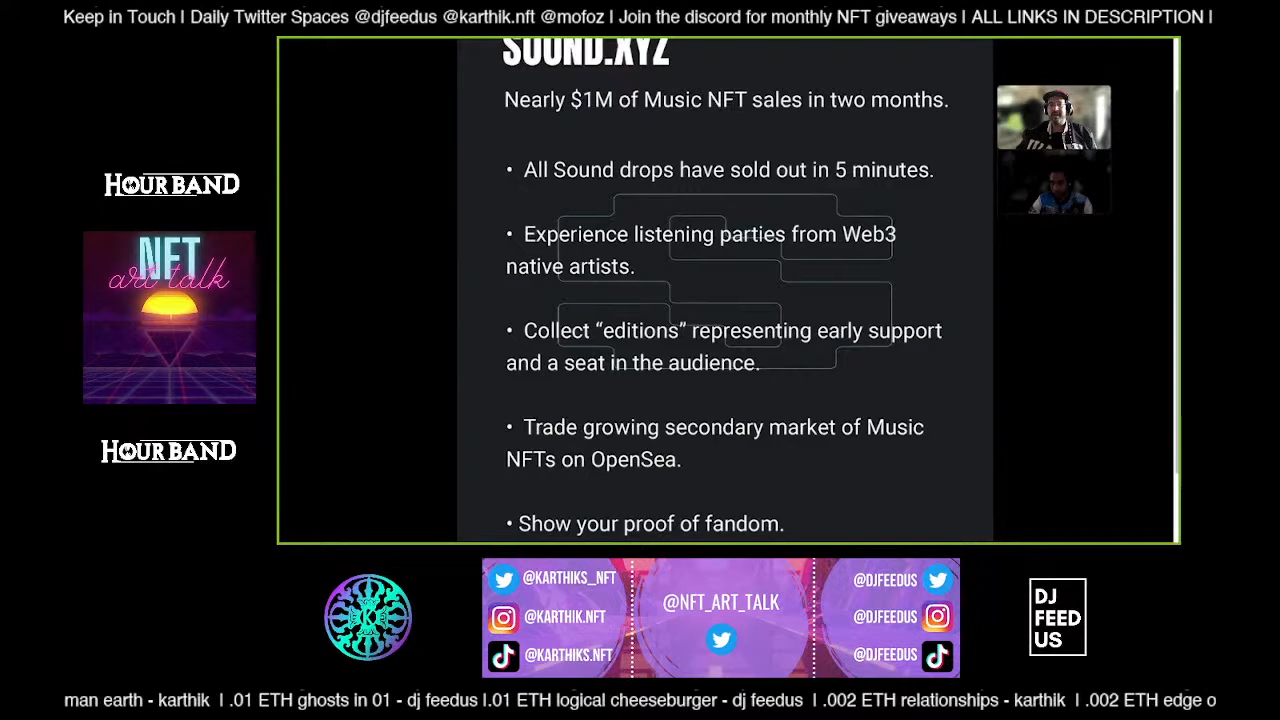 Keep in Touch | Daily Twitter Spaces @djfeedus @karthik.nft @mofoz | Join the discord for monthly NFT giveaways | ALL LINKS IN DESCRIPTION |
SOUND.XYZ
Nearly $1M of Music NFT sales in two months.
• All Sound drops have sold out in 5 minutes.
• Experience listening parties from Web3
native artists.
• Collect “editions” representing early support
and a seat in the audience.
• Trade growing secondary market of Music
NFTs on OpenSea.
• Show your proof of fandom.
HOUR BAND
NFT
art talk
HOUR BAND
K
@KARTHIKS_NFT
@KARTHIK.NFT
@KARTHIKS.NFT
@NFT_ART_TALK
@DJFEEDUS
@DJFEEDUS
@DJFEEDUS
DJ
FEED
US
man earth - karthik | .01 ETH ghosts in 01 - dj feedus |.01 ETH logical cheeseburger - dj feedus | .002 ETH relationships - karthik | .002 ETH edge o